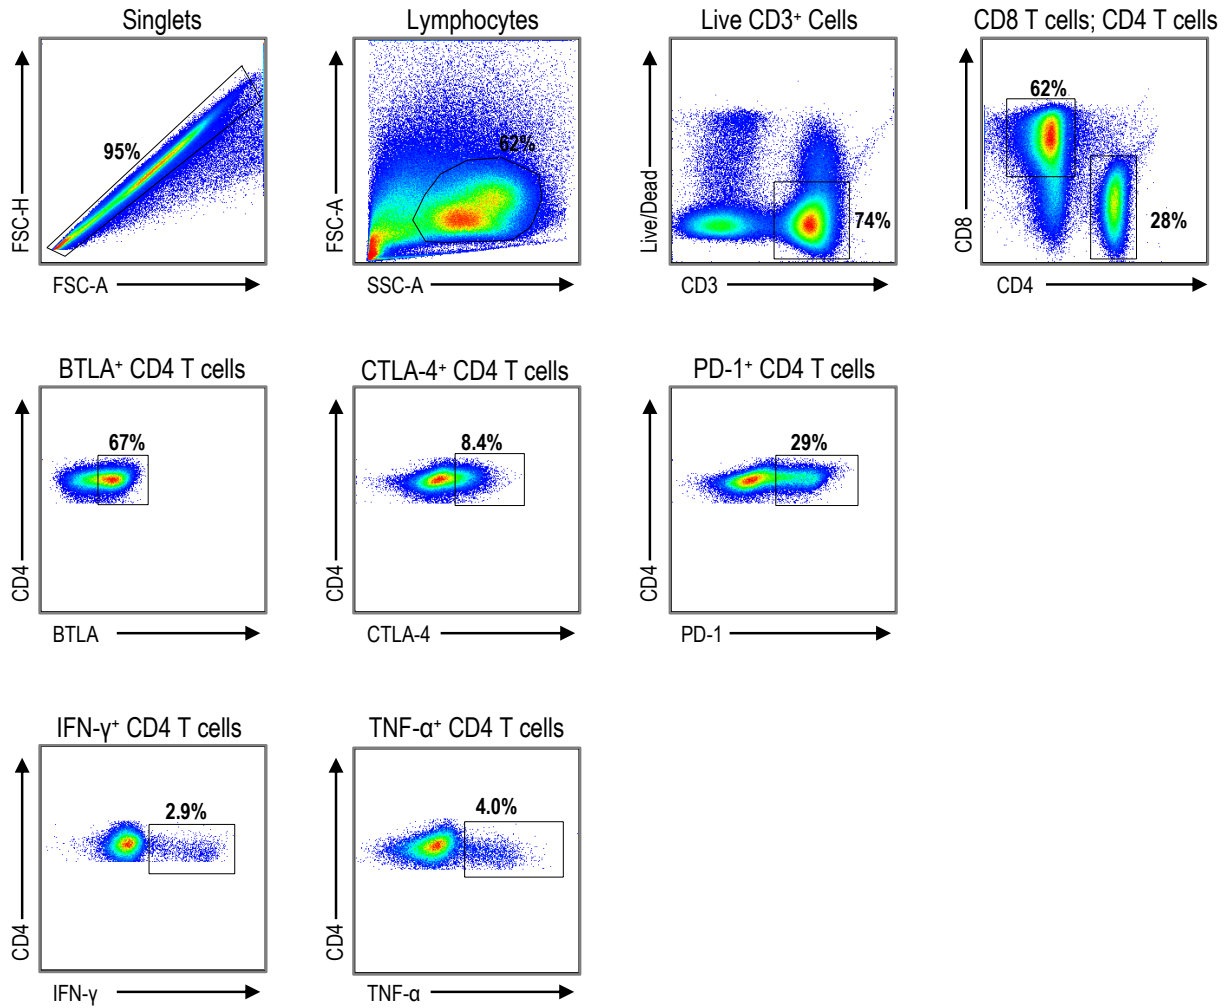 Singlets
Lymphocytes
Live CD3⁺ Cells
CD8 T cells; CD4 T cells
FSC-H
95%
FSC-A
FSC-A
62%
SSC-A
Live/Dead
74%
CD3
CD8
62%
28%
CD4
BTLA⁺ CD4 T cells
CTLA-4⁺ CD4 T cells
PD-1⁺ CD4 T cells
CD4
67%
BTLA
CD4
8.4%
CTLA-4
CD4
29%
PD-1
IFN-γ⁺ CD4 T cells
TNF-α⁺ CD4 T cells
CD4
2.9%
IFN-γ
CD4
4.0%
TNF-α